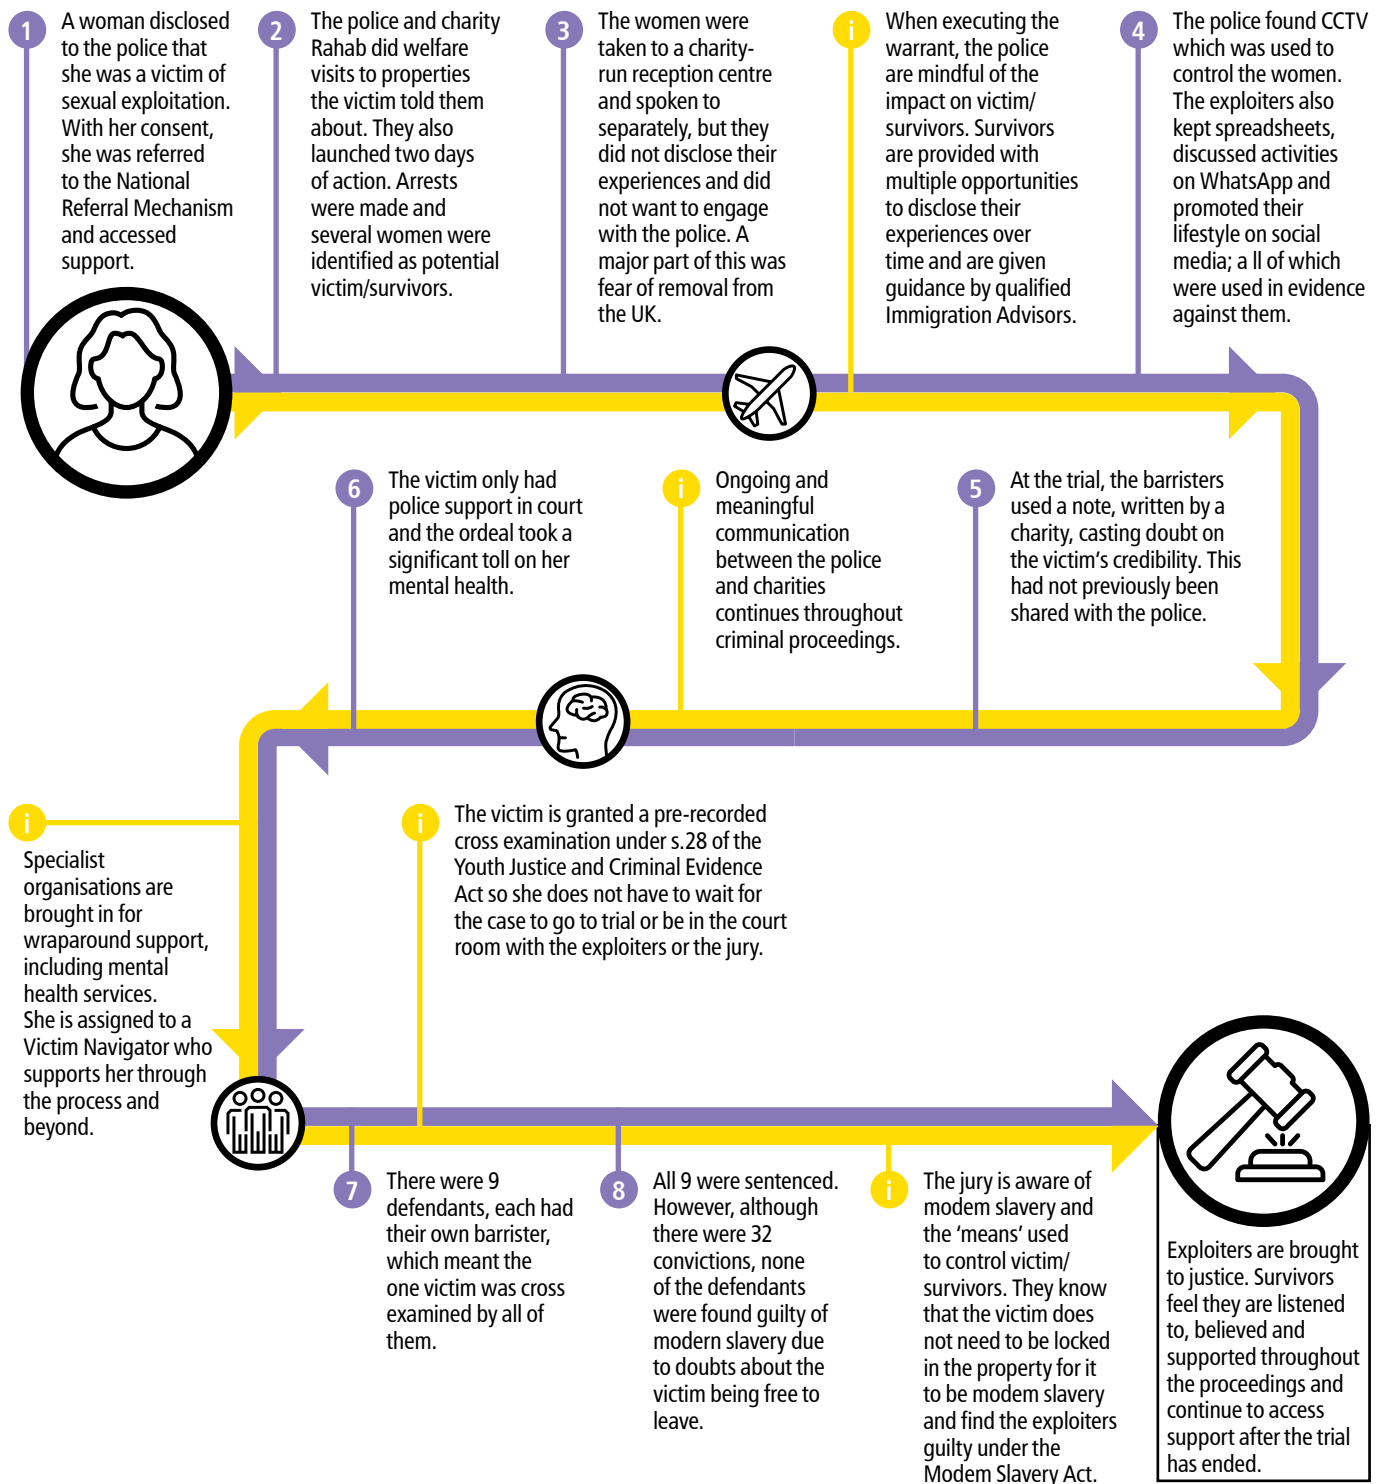 1
A woman disclosed
to the police that
she was a victim of
sexual exploitation.
With her consent,
she was referred
to the National
Referral Mechanism
and accessed
support.
2
The police and charity
Rahab did welfare
visits to properties
the victim told them
about. They also
launched two days
of action. Arrests
were made and
several women were
identified as potential
victim/survivors.
3
The women were
taken to a charity-
run reception centre
and spoken to
separately, but they
did not disclose their
experiences and did
not want to engage
with the police. A
major part of this was
fear of removal from
the UK.
i
When executing the
warrant, the police
are mindful of the
impact on victim/
survivors. Survivors
are provided with
multiple opportunities
to disclose their
experiences over
time and are given
guidance by qualified
Immigration Advisors.
4
The police found CCTV
which was used to
control the women.
The exploiters also
kept spreadsheets,
discussed activities
on WhatsApp and
promoted their
lifestyle on social
media; a ll of which
were used in evidence
against them.
5
At the trial, the barristers
used a note, written by a
charity, casting doubt on
the victim’s credibility. This
had not previously been
shared with the police.
i
Ongoing and
meaningful
communication
between the police
and charities
continues throughout
criminal proceedings.
6
The victim only had
police support in court
and the ordeal took a
significant toll on her
mental health.
i
Specialist
organisations are
brought in for
wraparound support,
including mental
health services.
She is assigned to a
Victim Navigator who
supports her through
the process and
beyond.
i
The victim is granted a pre-recorded
cross examination under s.28 of the
Youth Justice and Criminal Evidence
Act so she does not have to wait for
the case to go to trial or be in the court
room with the exploiters or the jury.
7
There were 9
defendants, each had
their own barrister,
which meant the
one victim was cross
examined by all of
them.
8
All 9 were sentenced.
However, although
there were 32
convictions, none
of the defendants
were found guilty of
modern slavery due
to doubts about the
victim being free to
leave.
i
The jury is aware of
modem slavery and
the ‘means’ used
to control victim/
survivors. They know
that the victim does
not need to be locked
in the property for it
to be modem slavery
and find the exploiters
guilty under the
Modem Slavery Act.
Exploiters are brought
to justice. Survivors
feel they are listened
to, believed and
supported throughout
the proceedings and
continue to access
support after the trial
has ended.